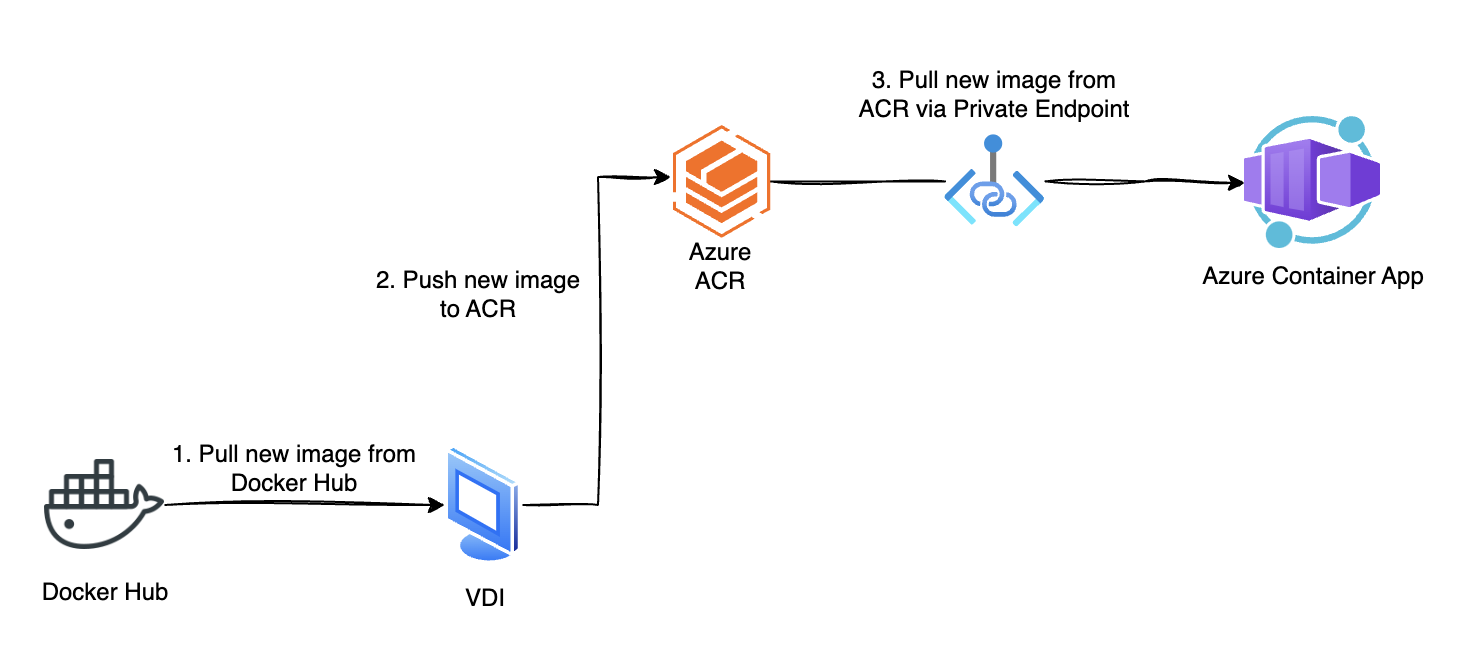 3. Pull new image from
ACR via Private Endpoint
Azure
ACR
Azure Container App
2. Push new image
to ACR
1. Pull new image from
Docker Hub
Docker Hub
VDI